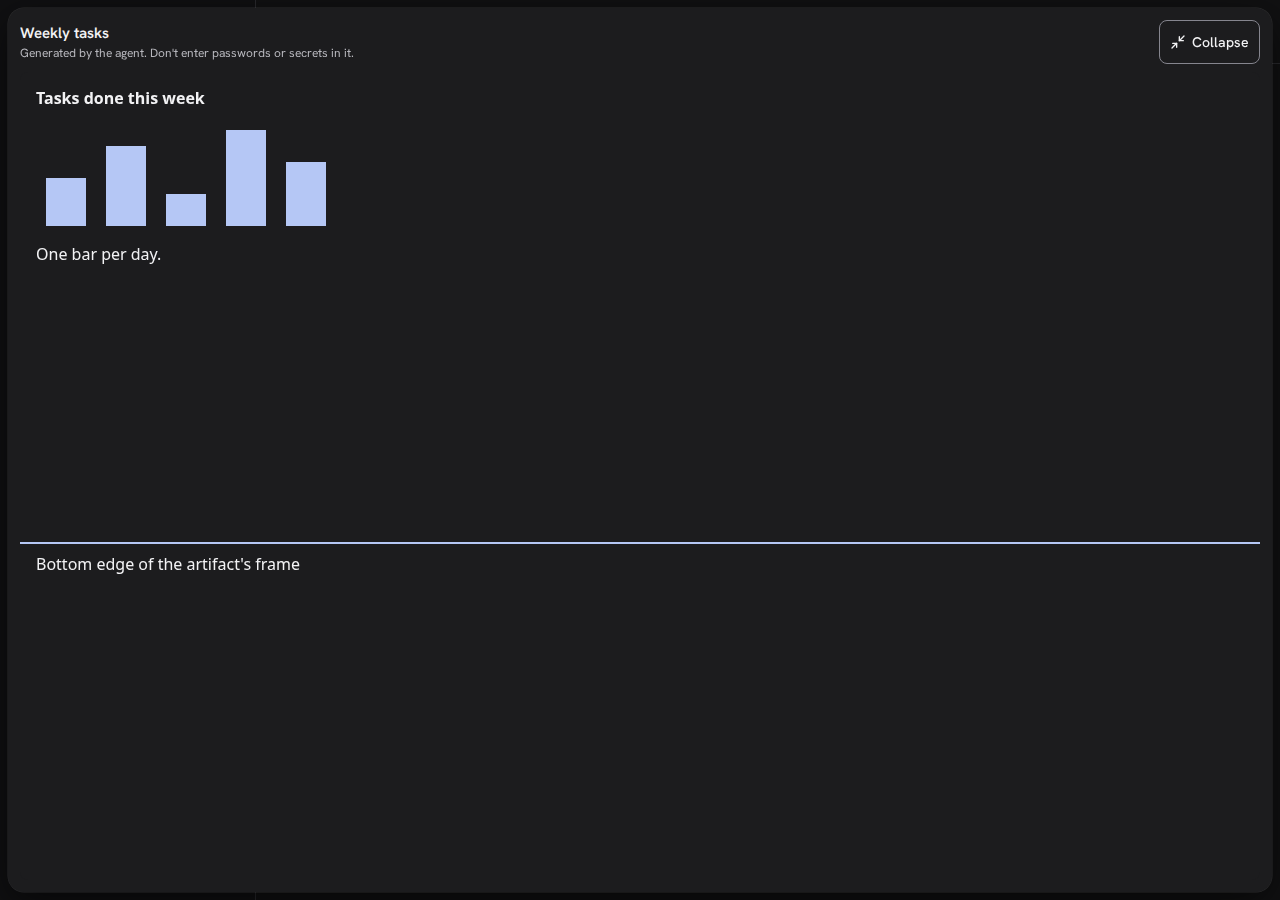 Weekly tasks
Generated by the agent. Don't enter passwords or secrets in it.
Collapse
Tasks done this week
One bar per day.
Bottom edge of the artifact's frame